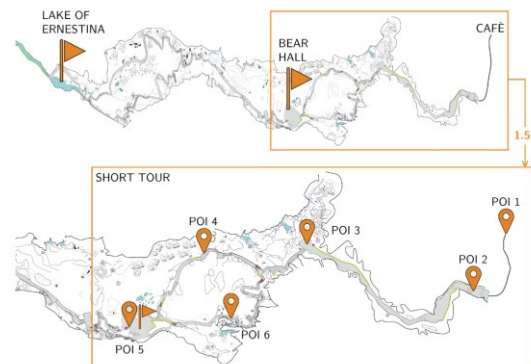 LAKE OF
ERNESTINA
BEAR
HALL
CAFÈ
1.5
SHORT TOUR
POI 1
POI 2
POI 3
POI 4
POI 5
POI 6